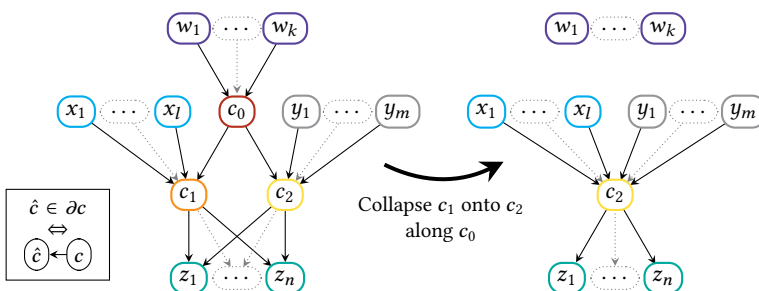 w₁ ··· wₖ w₁ ··· wₖ
x₁ ··· xₗ c₀ y₁ ··· yₘ x₁ ··· xₗ y₁ ··· yₘ
c₁ c₂ c₂
Collapse c₁ onto c₂
along c₀
ĉ ∈ ∂c
⇔
ĉ c
z₁ ··· zₙ z₁ ··· zₙ